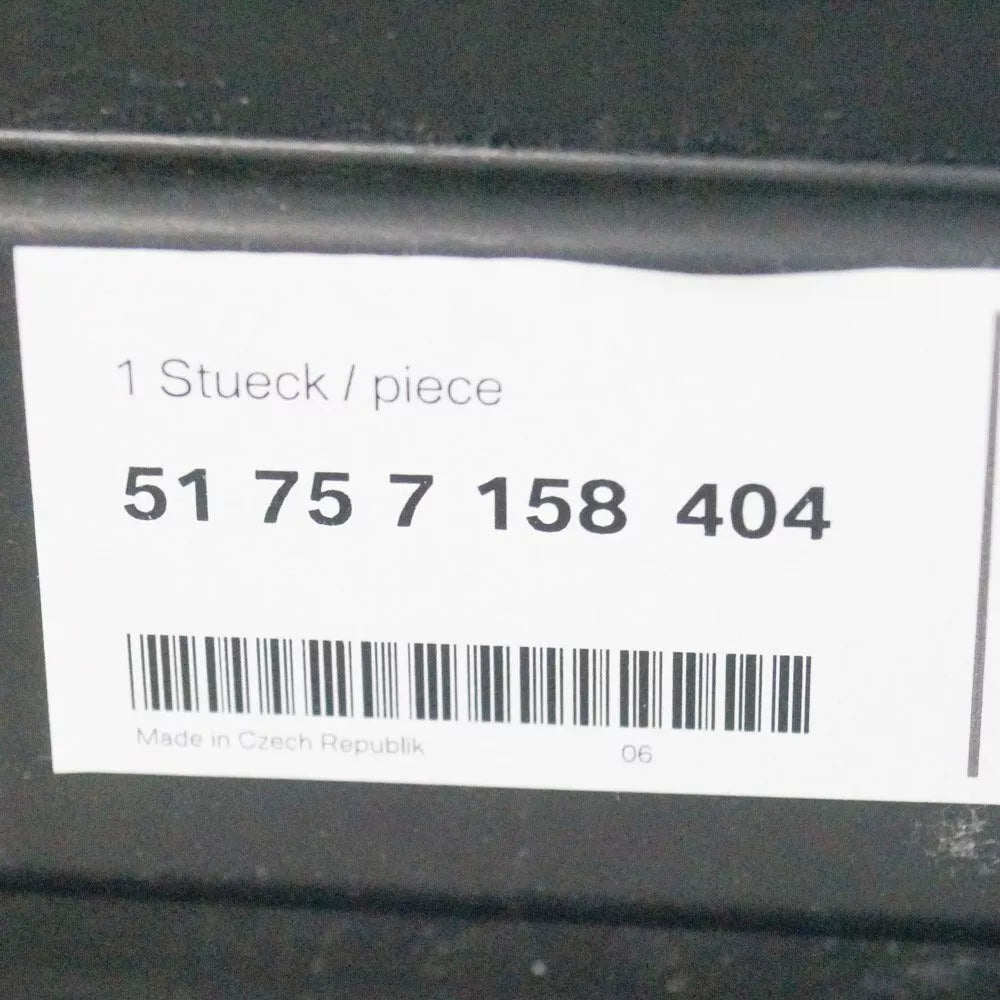 1 Stueck / piece
51 75 7 158 404
Made in Czech Republik 06